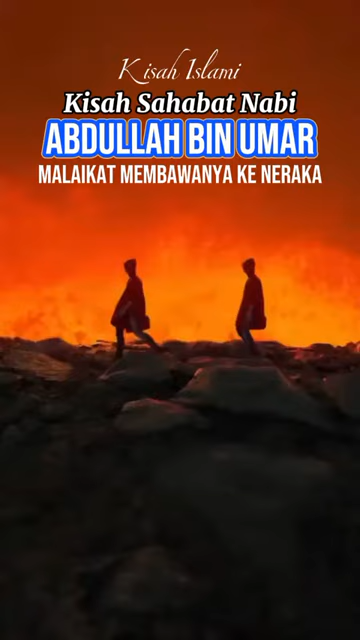 Kisah Islami
Kisah Sahabat Nabi
ABDULLAH BIN UMAR
MALAIKAT MEMBAWANYA KE NERAKA